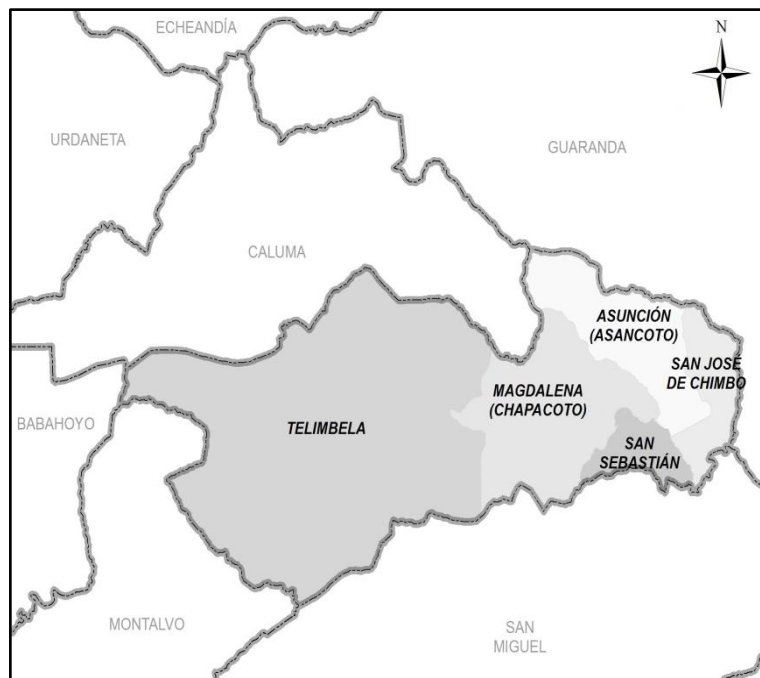 ECHEANDÍA
N
URDANETA
GUARANDA
CALUMA
ASUNCIÓN
(ASANCOTO)
SAN JOSÉ
DE CHIMBO
MAGDALENA
(CHAPACOTO)
BABAHOYO
TELIMBELA
SAN
SEBASTIÁN
MONTALVO
SAN
MIGUEL